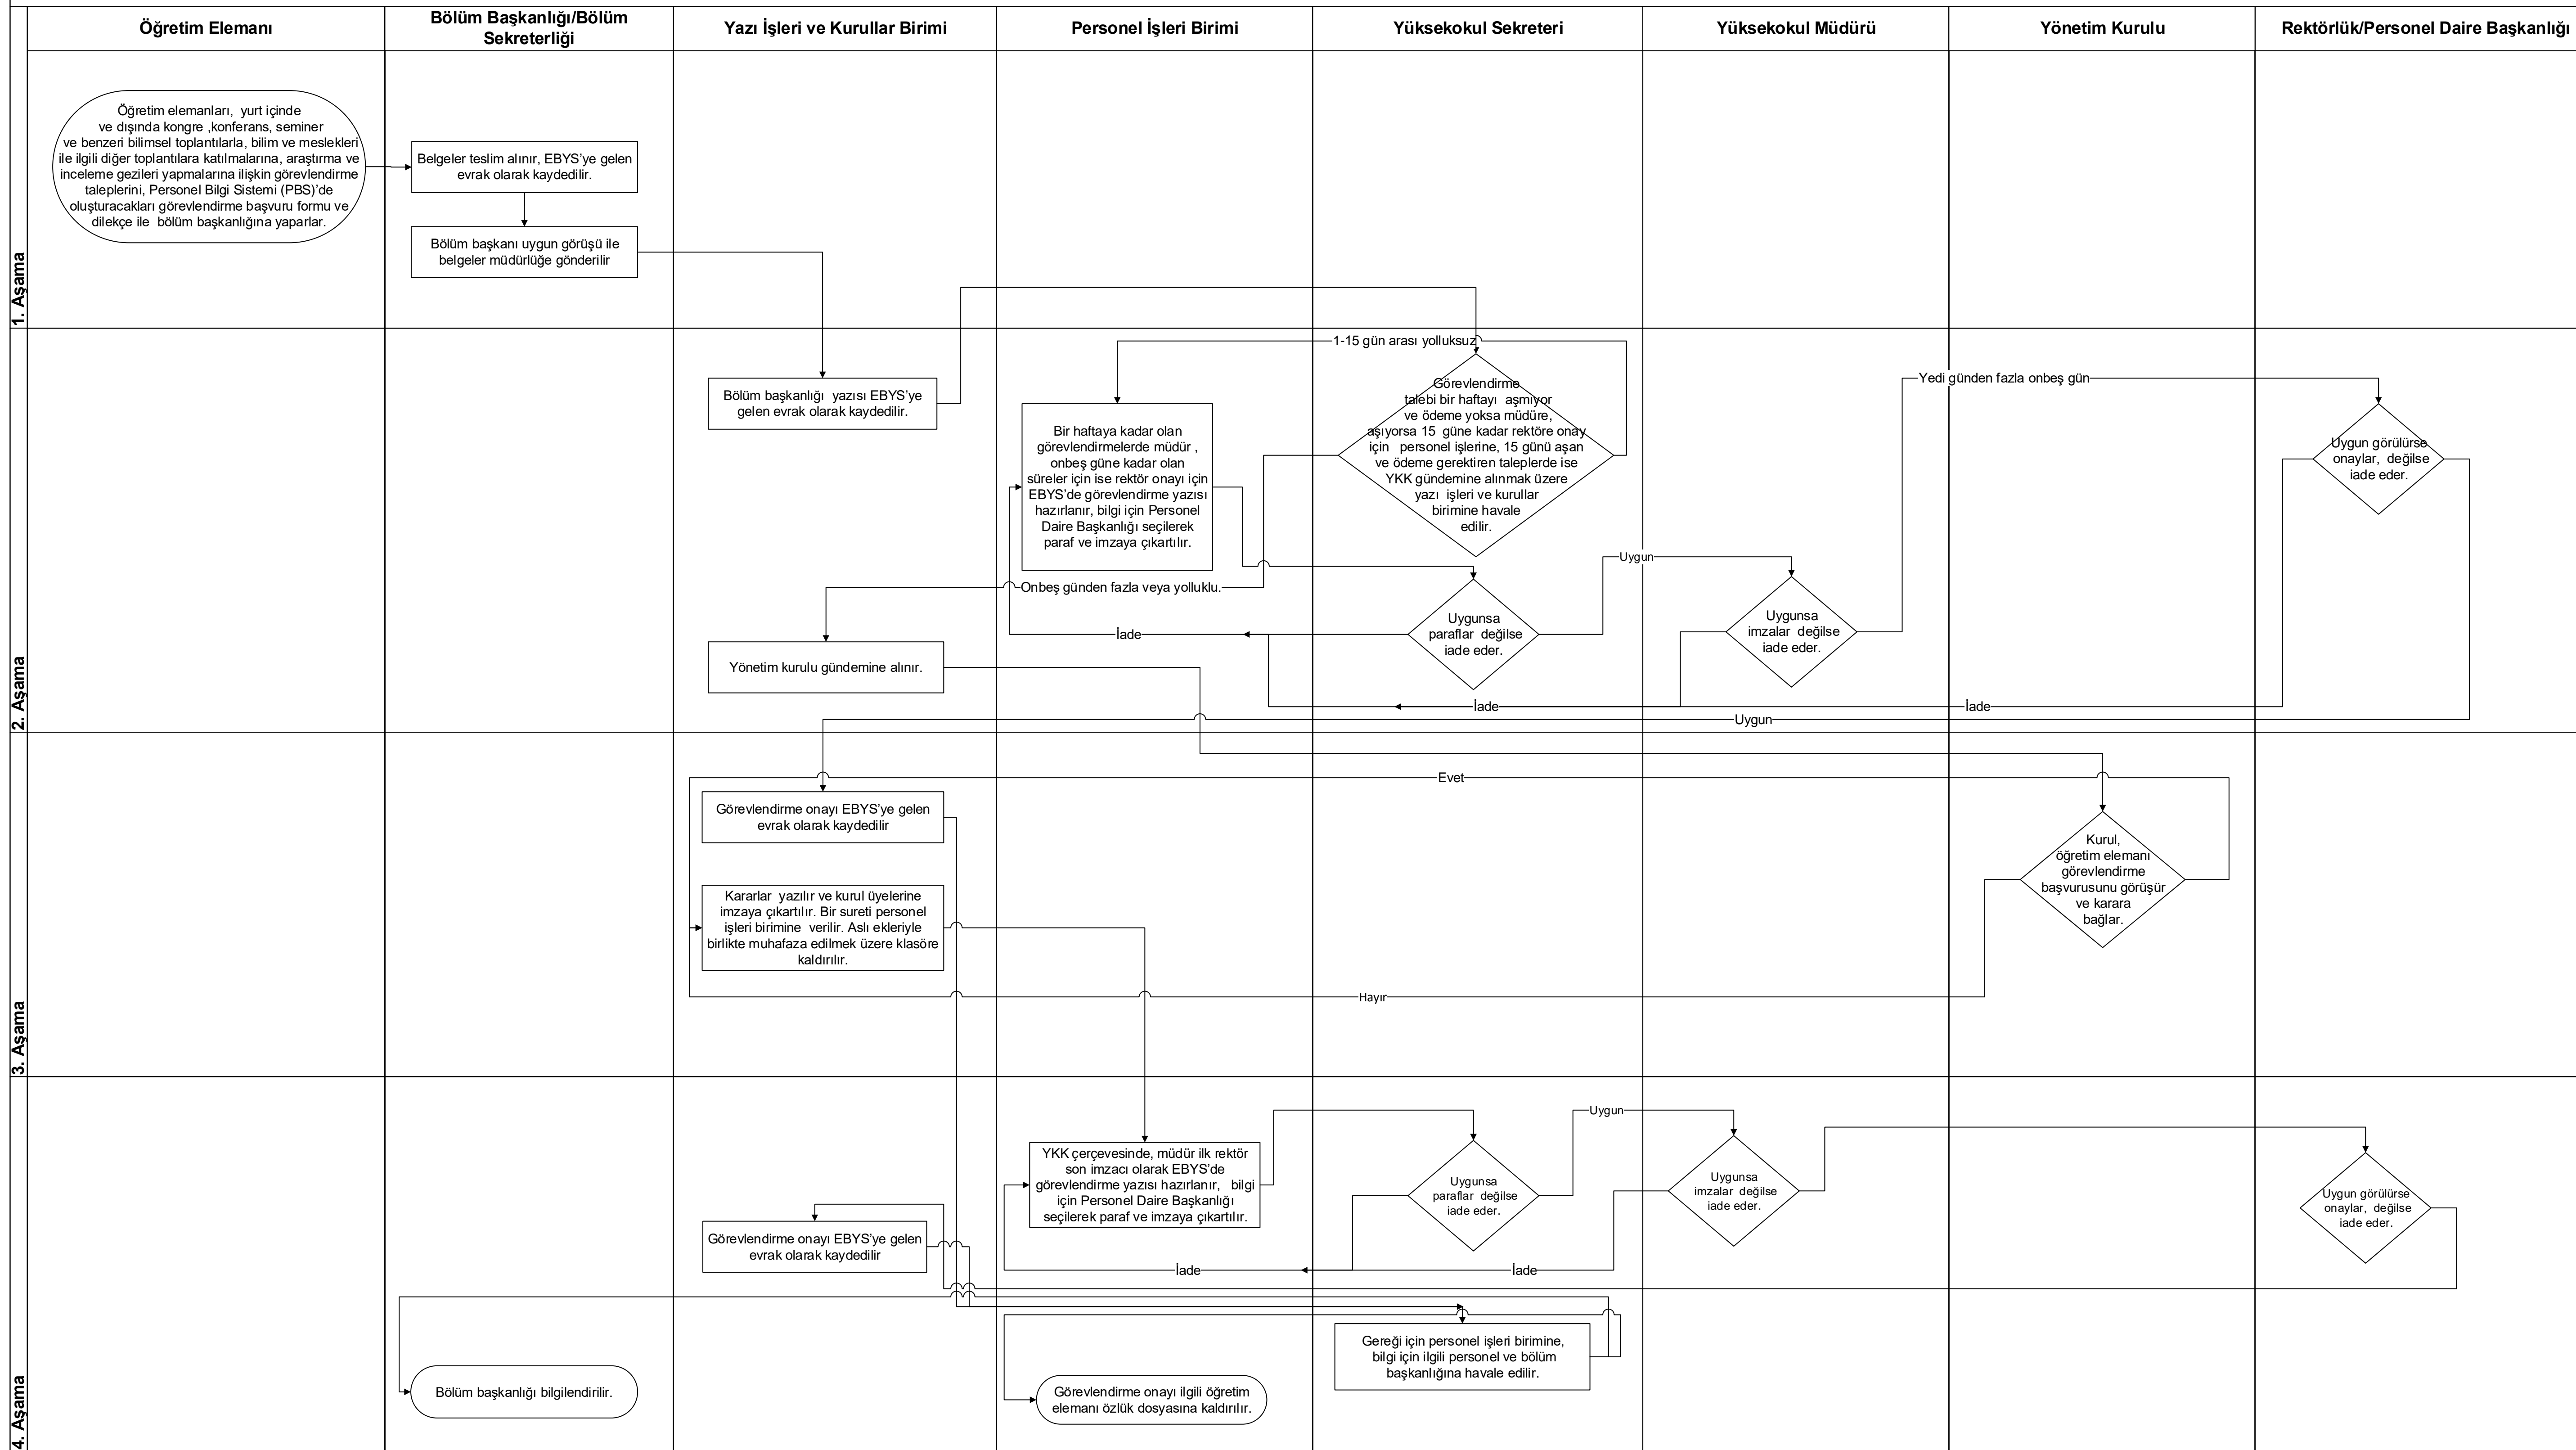 Öğretim Elemanı
Bölüm Başkanlığı/Bölüm
Sekreterliği
Yazı İşleri ve Kurullar Birimi
Personel İşleri Birimi
Yüksekokul Sekreteri
Yüksekokul Müdürü
Yönetim Kurulu
Rektörlük/Personel Daire Başkanlığı
1. Aşama
Öğretim elemanları, yurt içinde
ve dışında kongre ,konferans, seminer
ve benzeri bilimsel toplantılarla, bilim ve meslekleri
ile ilgili diğer toplantılara katılmalarına, araştırma ve
inceleme gezileri yapmalarına ilişkin görevlendirme
taleplerini, Personel Bilgi Sistemi (PBS)'de
oluşturacakları görevlendirme başvuru formu ve
dilekçe ile bölüm başkanlığına yaparlar.
Belgeler teslim alınır, EBYS'ye gelen
evrak olarak kaydedilir.
Bölüm başkanı uygun görüşü ile
belgeler müdürlüğe gönderilir
2. Aşama
Bölüm başkanlığı yazısı EBYS'ye
gelen evrak olarak kaydedilir.
1-15 gün arası yolluksuz
Bir haftaya kadar olan
görevlendirmelerde müdür ,
onbeş güne kadar olan
süreler için ise rektör onayı için
EBYS'de görevlendirme yazısı
hazırlanır, bilgi için Personel
Daire Başkanlığı seçilerek
paraf ve imzaya çıkartılır.
Görevlendirme
talebi bir haftayı aşmıyor
ve ödeme yoksa müdüre,
aşıyorsa 15 güne kadar rektöre onay
için personel işlerine, 15 günü aşan
ve ödeme gerektiren taleplerde ise
YKK gündemine alınmak üzere
yazı işleri ve kurullar
birimine havale
edilir.
Yedi günden fazla onbeş gün
Uygun görülürse
onaylar, değilse
iade eder.
Uygun
Onbeş günden fazla veya yolluklu.
Uygunsa
paraflar değilse
iade eder.
Uygunsa
imzalar değilse
iade eder.
İade
Yönetim kurulu gündemine alınır.
İade
İade
Uygun
3. Aşama
Evet
Görevlendirme onayı EBYS'ye gelen
evrak olarak kaydedilir
Kurul,
öğretim elemanı
görevlendirme
başvurusunu görüşür
ve karara
bağlar.
Kararlar yazılır ve kurul üyelerine
imzaya çıkartılır. Bir sureti personel
işleri birimine verilir. Aslı ekleriyle
birlikte muhafaza edilmek üzere klasöre
kaldırılır.
Hayır
4. Aşama
Uygun
YKK çerçevesinde, müdür ilk rektör
son imzacı olarak EBYS'de
görevlendirme yazısı hazırlanır, bilgi
için Personel Daire Başkanlığı
seçilerek paraf ve imzaya çıkartılır.
Uygunsa
paraflar değilse
iade eder.
Uygunsa
imzalar değilse
iade eder.
Uygun görülürse
onaylar, değilse
iade eder.
Görevlendirme onayı EBYS'ye gelen
evrak olarak kaydedilir
İade
İade
Gereği için personel işleri birimine,
bilgi için ilgili personel ve bölüm
başkanlığına havale edilir.
Bölüm başkanlığı bilgilendirilir.
Görevlendirme onayı ilgili öğretim
elemanı özlük dosyasına kaldırılır.